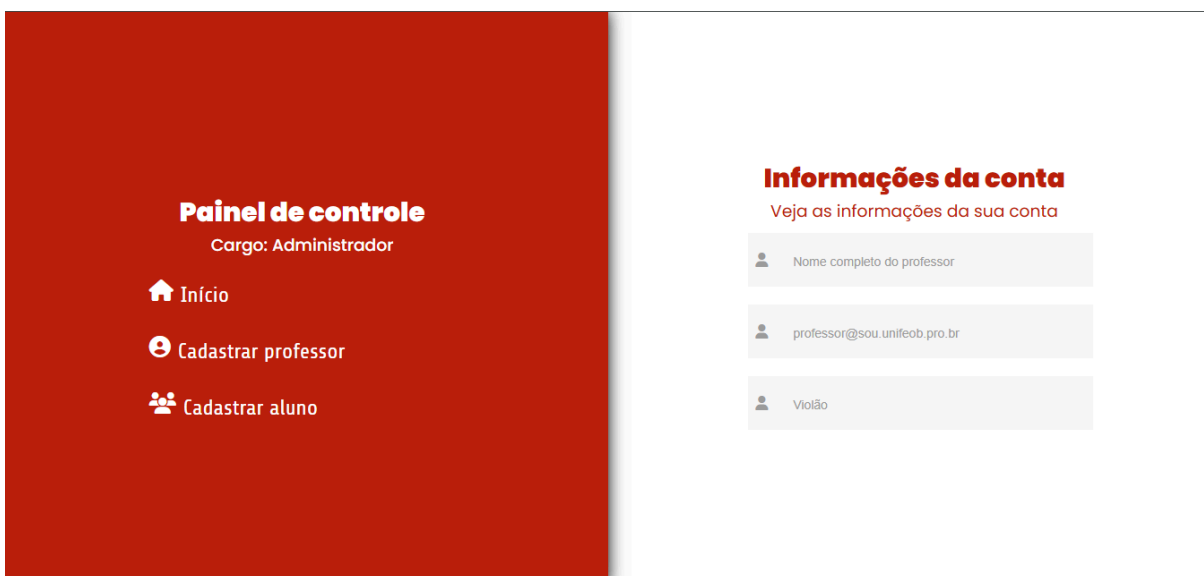 Painel de controle
Cargo: Administrador
Início
Cadastrar professor
Cadastrar aluno
Informações da conta
Veja as informações da sua conta
Nome completo do professor
professor@sou.unifeob.pro.br
Violão